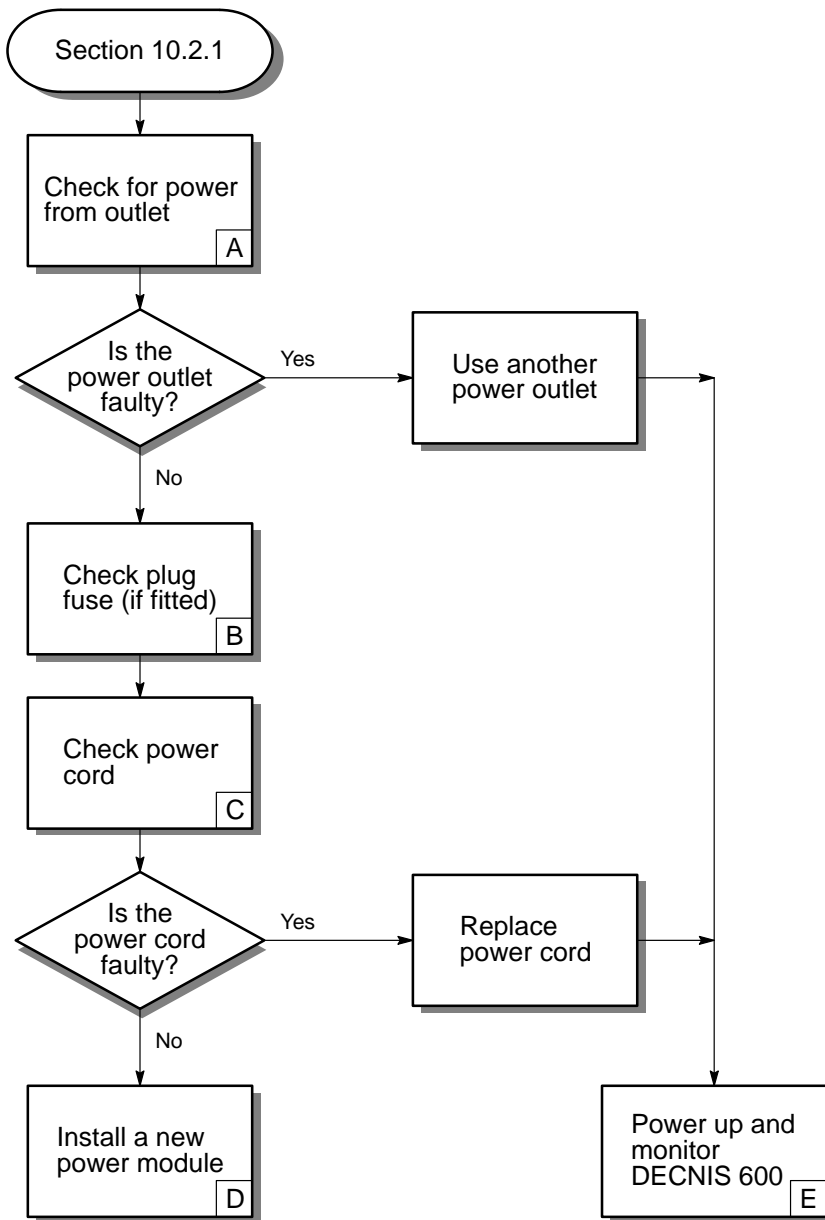 Section 10.2.1
Check for power
from outlet
A
Is the
power outlet
faulty?
Yes
Use another
power outlet
No
Check plug
fuse (if fitted)
B
Check power
cord
C
Is the
power cord
faulty?
Yes
Replace
power cord
No
Install a new
power module
D
Power up and
monitor
DECNIS 600
E